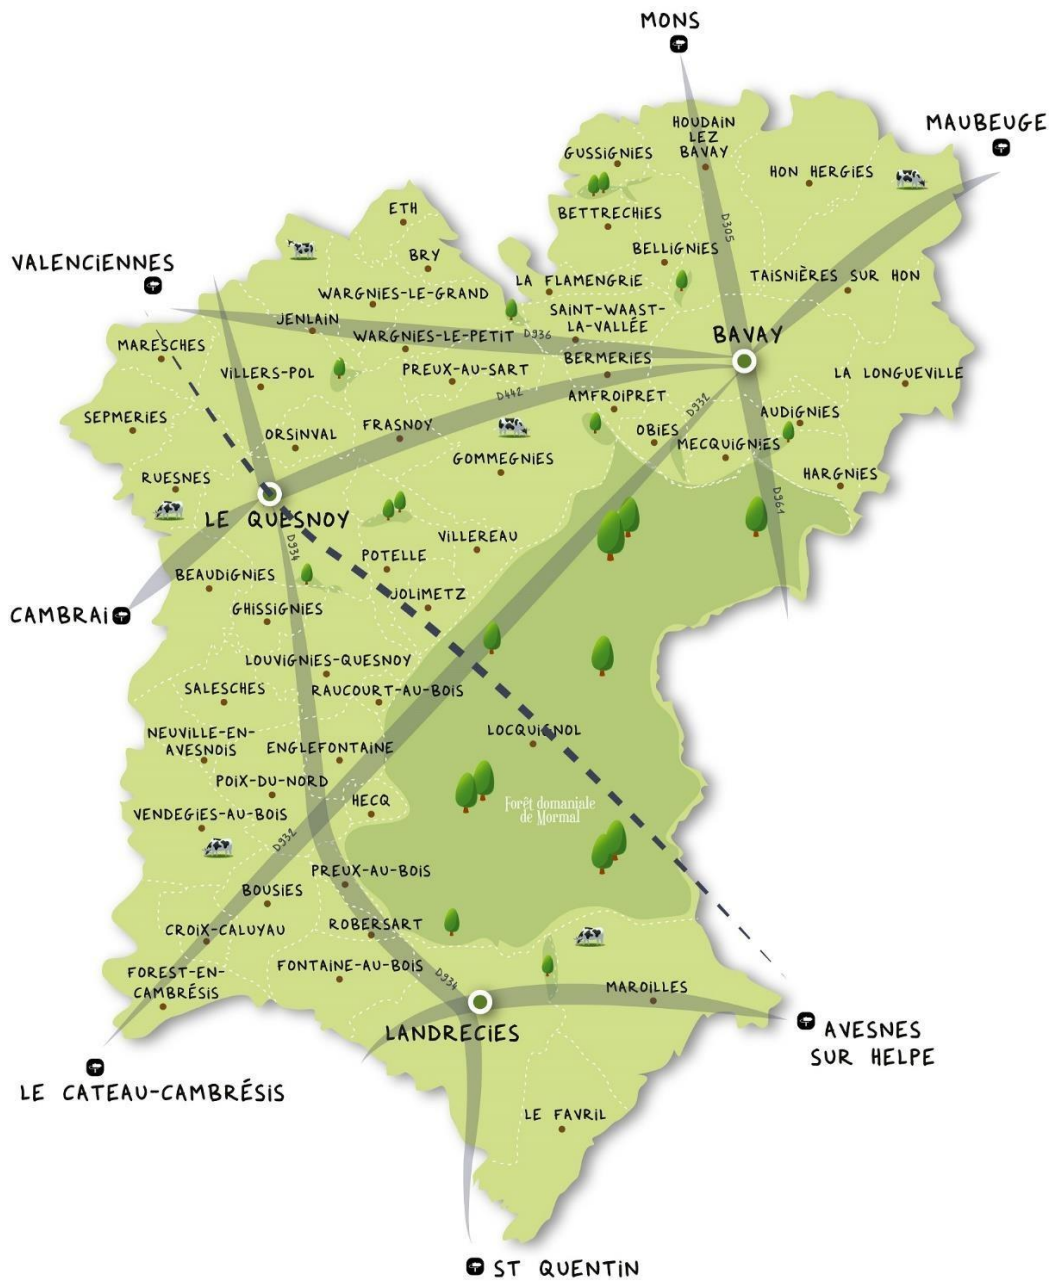 MONS
MAUBEUGE
HOUDAIN
LEZ
BAVAY
GUSSIGNIES
HON HERGIES
ETH
BETTRECHIES
D305
BRY
BELLIGNIES
VALENCIENNES
LA FLAMENGRIE
TAISNIÈRES SUR HON
WARGNIES-LE-GRAND
JENLAIN
SAINT-WAAST-
LA-VALLÉE
WARGNIES-LE-PETIT
D936
BAVAY
MARESCHES
BERMERIES
VILLERS-POL
PREUX-AU-SART
LA LONGUEVILLE
D442
AMFROIPRET
D932
SEPMERIES
FRASNOY
AUDIGNIES
ORSINVAL
OBIES
MECQUIGNIES
GOMMEGNIES
RUESNES
HARGNIES
D961
LE QUESNOY
D934
VILLEREAU
POTELLE
BEAUDIGNIES
JOLIMETZ
CAMBRAI
GHISSIGNIES
LOUVIGNIES-QUESNOY
SALESCHES
RAUCOURT-AU-BOIS
NEUVILLE-EN-
AVESNOIS
LOCQUIGNOL
ENGLEFONTAINE
POIX-DU-NORD
HECQ
Forêt domaniale
de Mormal
VENDEGIES-AU-BOIS
D932
PREUX-AU-BOIS
BOUSIES
CROIX-CALUYAU
ROBERSART
FOREST-EN-
CAMBRÉSIS
FONTAINE-AU-BOIS
D934
MAROILLES
LANDRECIES
AVESNES
SUR HELPE
LE CATEAU-CAMBRÉSIS
LE FAVRIL
ST QUENTIN